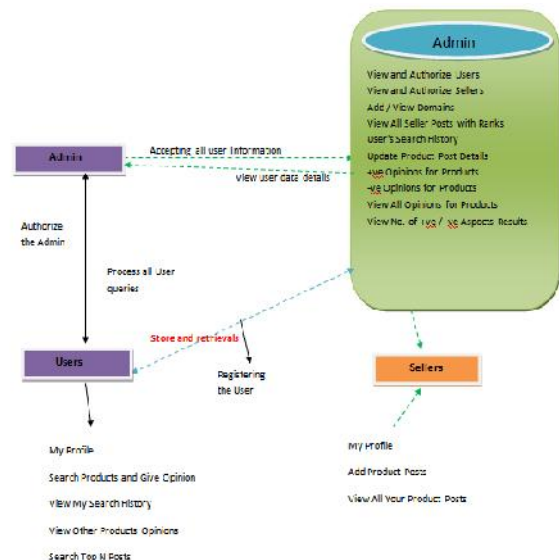 Admin
View and Authorize Users
View and Authorize Sellers
Add / View Domains
View All Seller Posts with Ranks
User's Search History
Update Product Post Details
+ve Opinions for Products
-ve Opinions for Products
View All Opinions for Products
View No. of +ve / -ve Aspects Results
Admin
Accepting all user Information
View user data details
Authorize
the Admin
Process all User
queries
Store and retrievals
Users
Registering
the User
Sellers
My Profile
Search Products and Give Opinion
View My Search History
View Other Products Opinions
Search Top N Posts
My Profile
Add Product Posts
View All Your Product Posts